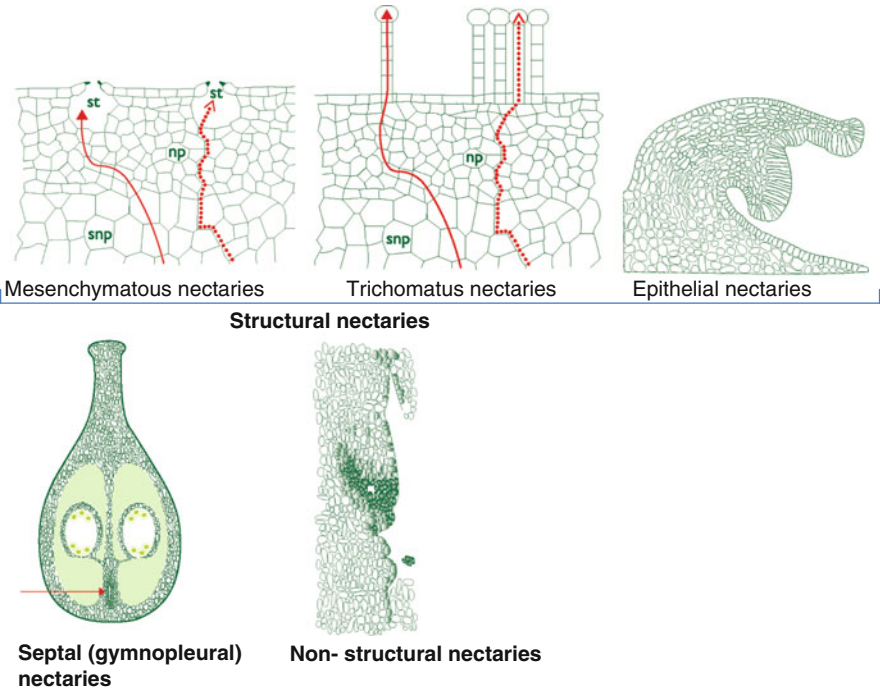 st
st
np
snp
np
snp
Mesenchymatous nectaries
Trichomatus nectaries
Epithelial nectaries
Structural nectaries
Septal (gymnopleural)
nectaries
Non- structural nectaries